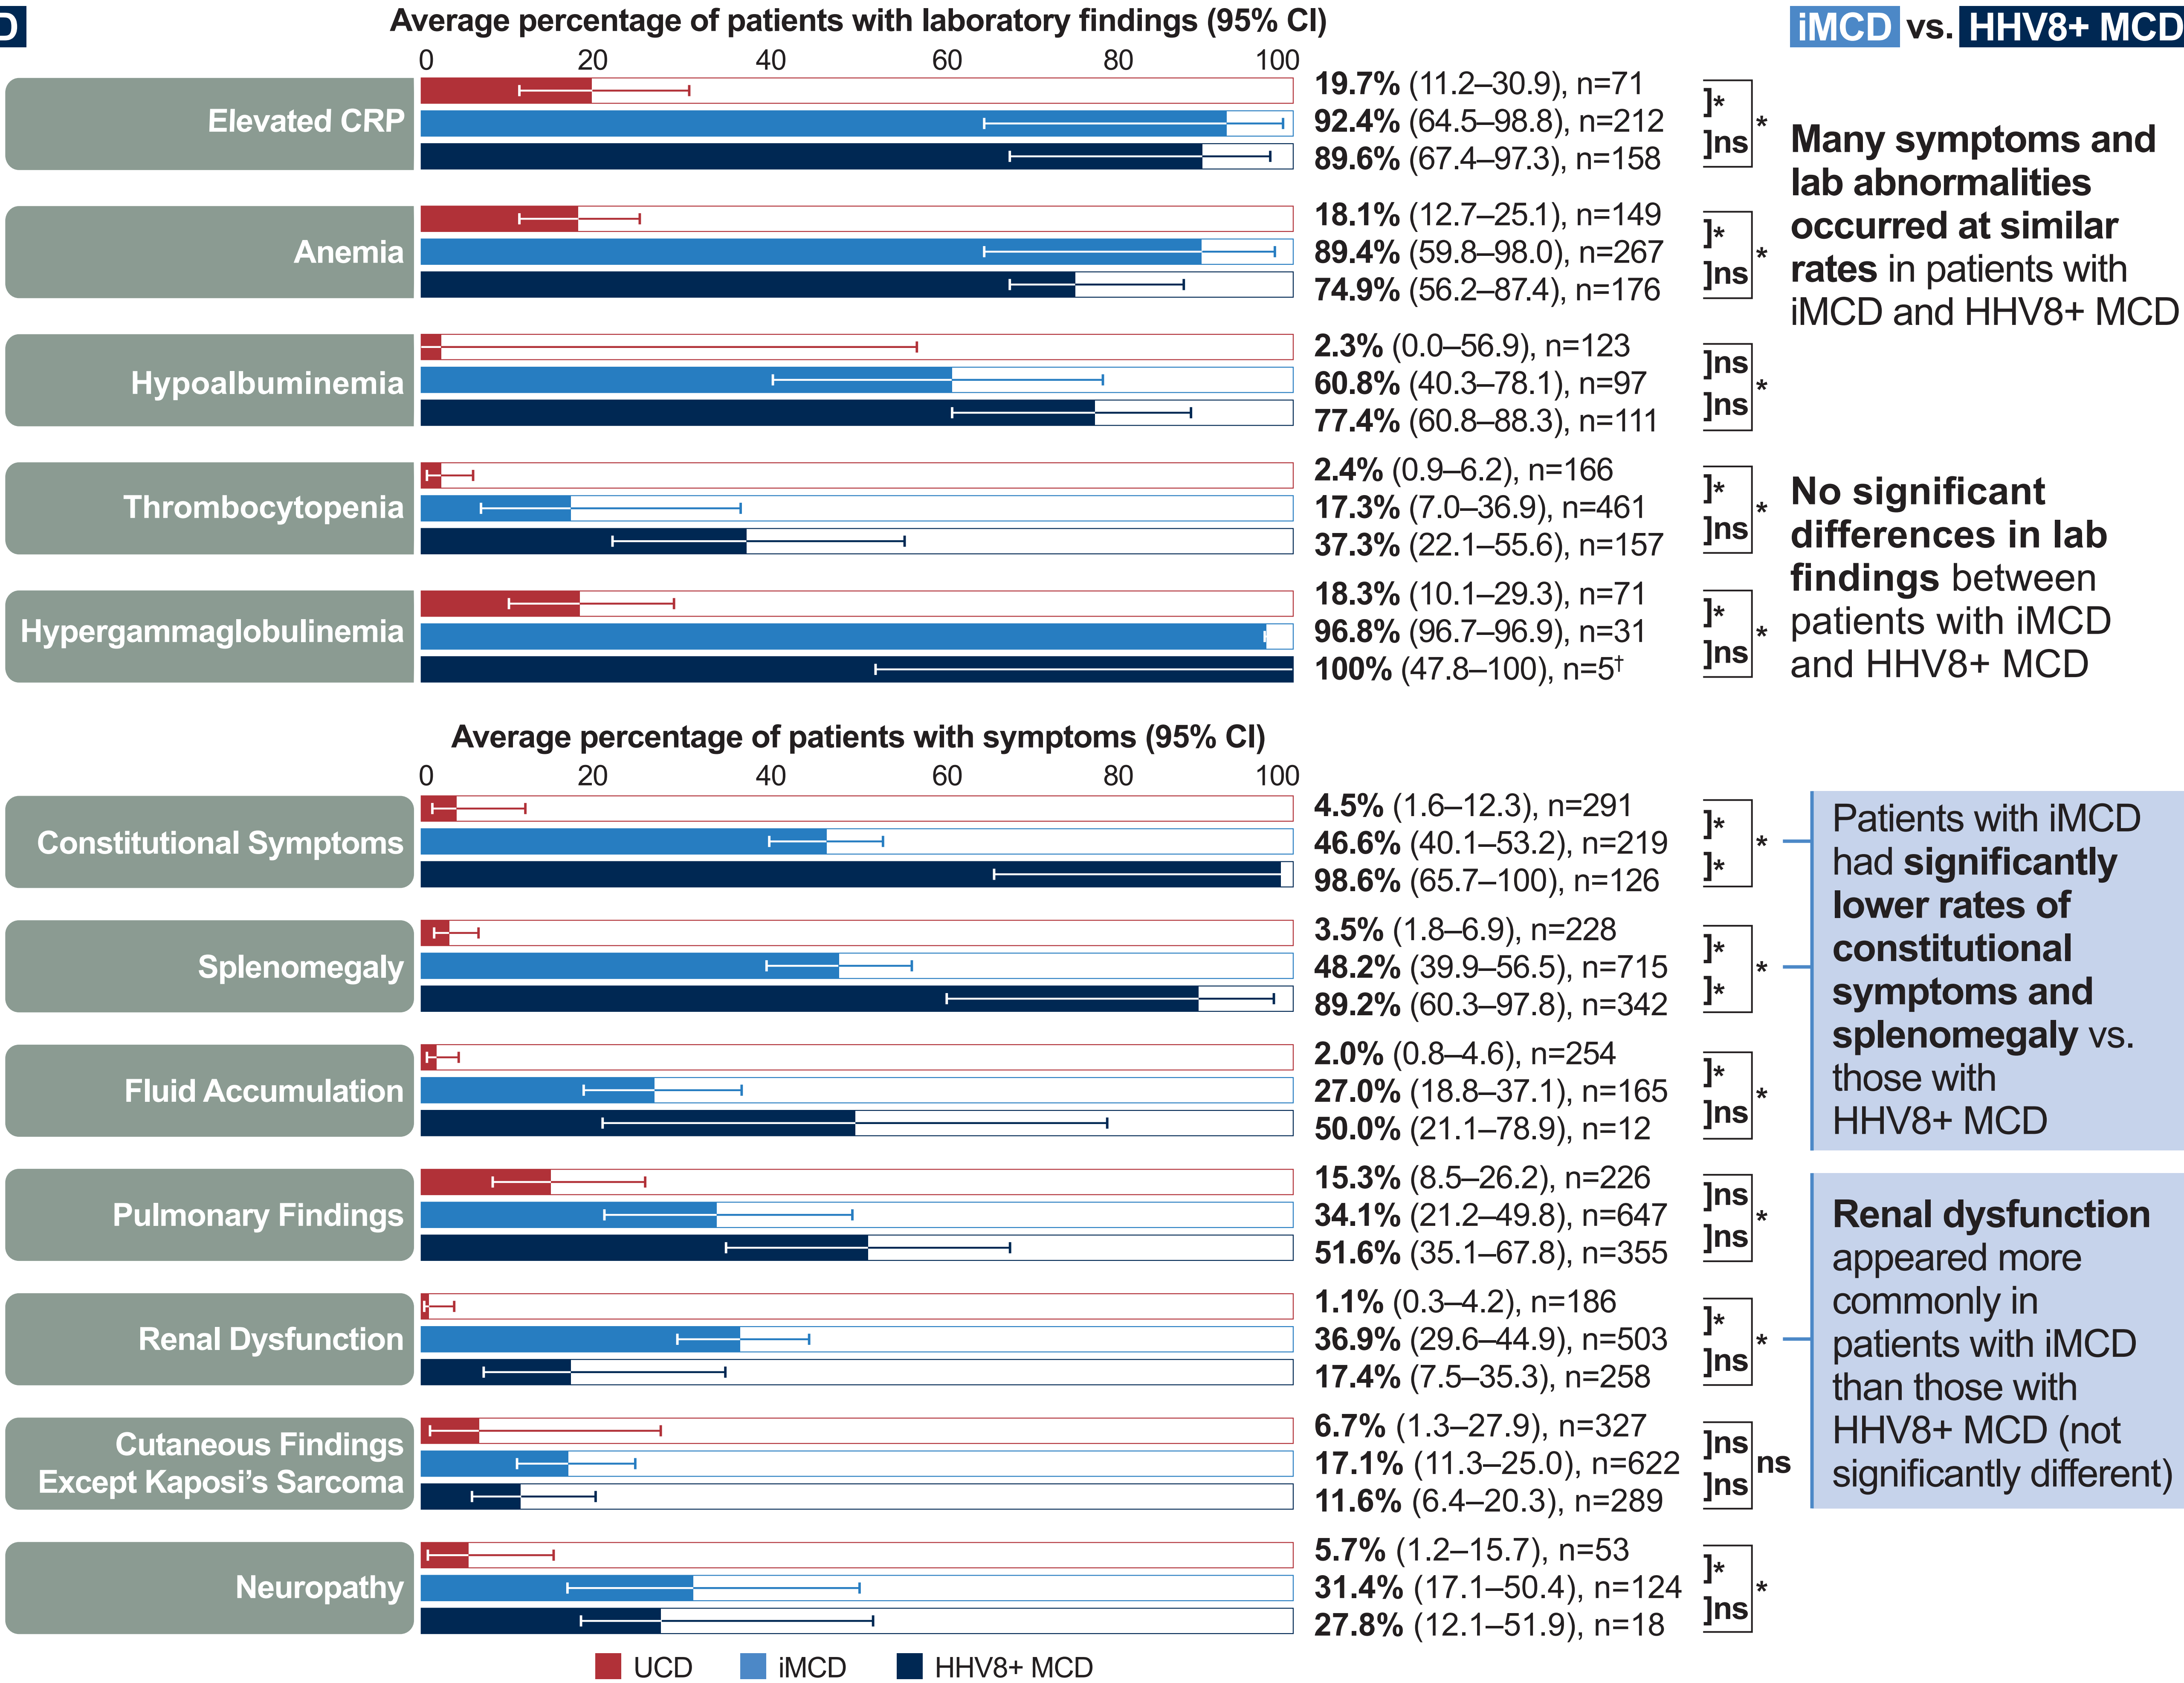 D
Average percentage of patients with laboratory findings (95% CI)
iMCD vs. HHV8+ MCD
0 20 40 60 80 100
Elevated CRP
19.7% (11.2–30.9), n=71
92.4% (64.5–98.8), n=212
89.6% (67.4–97.3), n=158
]*
]ns
*
Anemia
18.1% (12.7–25.1), n=149
89.4% (59.8–98.0), n=267
74.9% (56.2–87.4), n=176
]*
]ns
*
Hypoalbuminemia
2.3% (0.0–56.9), n=123
60.8% (40.3–78.1), n=97
77.4% (60.8–88.3), n=111
]ns
]ns
*
Thrombocytopenia
2.4% (0.9–6.2), n=166
17.3% (7.0–36.9), n=461
37.3% (22.1–55.6), n=157
]*
]ns
*
Hypergammaglobulinemia
18.3% (10.1–29.3), n=71
96.8% (96.7–96.9), n=31
100% (47.8–100), n=5†
]*
]ns
*
Many symptoms and
lab abnormalities
occurred at similar
rates in patients with
iMCD and HHV8+ MCD
No significant
differences in lab
findings between
patients with iMCD
and HHV8+ MCD
Average percentage of patients with symptoms (95% CI)
0 20 40 60 80 100
Constitutional Symptoms
4.5% (1.6–12.3), n=291
46.6% (40.1–53.2), n=219
98.6% (65.7–100), n=126
]*
]*
*
Splenomegaly
3.5% (1.8–6.9), n=228
48.2% (39.9–56.5), n=715
89.2% (60.3–97.8), n=342
]*
]*
*
Fluid Accumulation
2.0% (0.8–4.6), n=254
27.0% (18.8–37.1), n=165
50.0% (21.1–78.9), n=12
]*
]ns
*
Pulmonary Findings
15.3% (8.5–26.2), n=226
34.1% (21.2–49.8), n=647
51.6% (35.1–67.8), n=355
]ns
]ns
*
Renal Dysfunction
1.1% (0.3–4.2), n=186
36.9% (29.6–44.9), n=503
17.4% (7.5–35.3), n=258
]*
]ns
*
Cutaneous Findings
Except Kaposi’s Sarcoma
6.7% (1.3–27.9), n=327
17.1% (11.3–25.0), n=622
11.6% (6.4–20.3), n=289
]ns
]ns
ns
Neuropathy
5.7% (1.2–15.7), n=53
31.4% (17.1–50.4), n=124
27.8% (12.1–51.9), n=18
]*
]ns
*
Patients with iMCD
had significantly
lower rates of
constitutional
symptoms and
splenomegaly vs.
those with
HHV8+ MCD
Renal dysfunction
appeared more
commonly in
patients with iMCD
than those with
HHV8+ MCD (not
significantly different)
UCD iMCD HHV8+ MCD